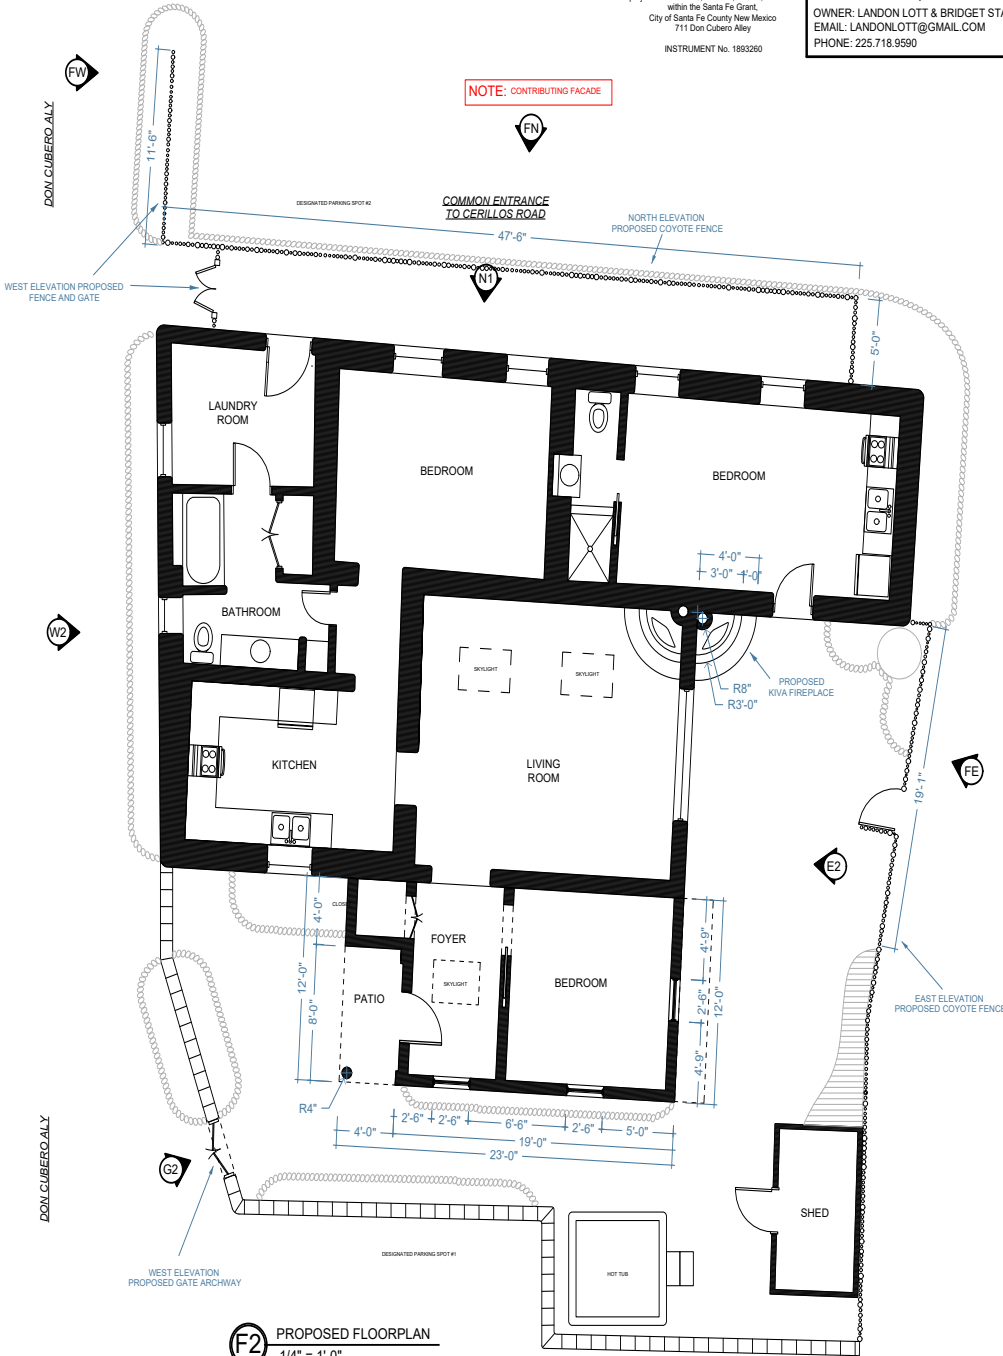 within the Santa Fe Grant,
City of Santa Fe County New Mexico
711 Don Cubero Alley
INSTRUMENT No. 1893260
OWNER: LANDON LOTT & BRIDGET STA
EMAIL: LANDONLOTT@GMAIL.COM
PHONE: 225.718.9590
FW
NOTE: CONTRIBUTING FACADE
FN
DON CUBERO ALY
11'-6"
DESIGNATED PARKING SPOT #2
COMMON ENTRANCE
TO CERILLOS ROAD
NORTH ELEVATION
PROPOSED COYOTE FENCE
47'-6"
N1
WEST ELEVATION PROPOSED
FENCE AND GATE
5'-0"
LAUNDRY
ROOM
BEDROOM
BEDROOM
4'-0"
3'-0"
1'-0"
BATHROOM
W2
SKYLIGHT
SKYLIGHT
PROPOSED
KIVA FIREPLACE
R8"
R3'-0"
KITCHEN
LIVING
ROOM
FE
19'-1"
E2
4'-0"
CLOS
FOYER
12'-0"
8'-0"
PATIO
SKYLIGHT
BEDROOM
4'-9"
2'-6"
12'-0"
4'-9"
EAST ELEVATION
PROPOSED COYOTE FENCE
R4"
4'-0"
2'-6"
2'-6"
6'-6"
2'-6"
5'-0"
19'-0"
23'-0"
DON CUBERO ALY
G2
SHED
DESIGNATED PARKING SPOT #1
HOT TUB
WEST ELEVATION
PROPOSED GATE ARCHWAY
F2
PROPOSED FLOORPLAN
1/4" = 1'-0"